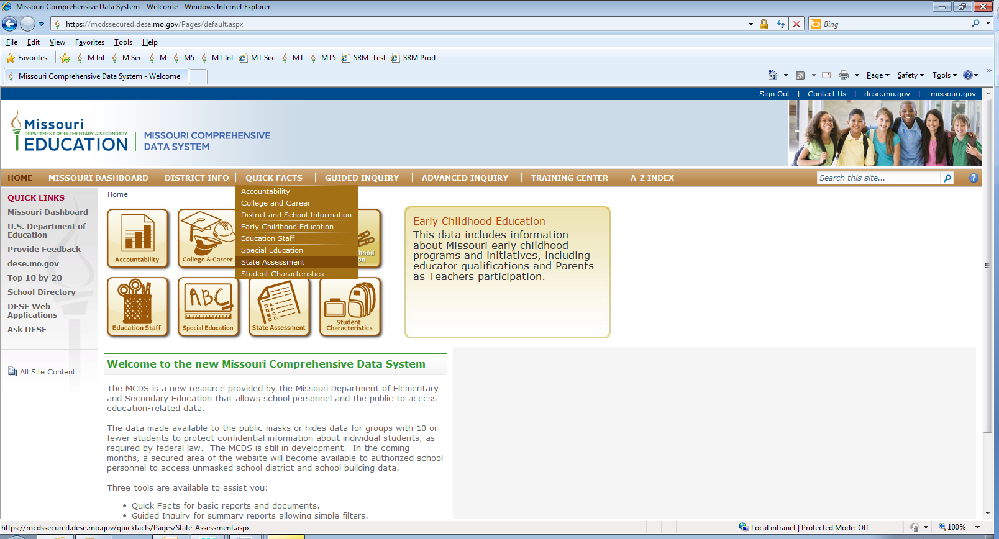 Missouri Comprehensive Data System - Welcome - Windows Internet Explorer
https://mcdssecured.dese.mo.gov/Pages/default.aspx
Bing
File Edit View Favorites Tools Help
Favorites M Int M Sec M M5 MT Int MT Sec MT MT5 SRM Test SRM Prod
Missouri Comprehensive Data System - Welcome
Page Safety Tools
Sign Out | Contact Us | dese.mo.gov | missouri.gov
Missouri
DEPARTMENT OF ELEMENTARY & SECONDARY
EDUCATION
MISSOURI COMPREHENSIVE
DATA SYSTEM
HOME MISSOURI DASHBOARD DISTRICT INFO QUICK FACTS GUIDED INQUIRY ADVANCED INQUIRY TRAINING CENTER A-Z INDEX
Search this site...
Accountability
College and Career
District and School Information
Early Childhood Education
Education Staff
Special Education
State Assessment
Student Characteristics
QUICK LINKS
Missouri Dashboard
U.S. Department of
Education
Provide Feedback
dese.mo.gov
Top 10 by 20
School Directory
DESE Web
Applications
Ask DESE
All Site Content
Home
Accountability
College & Career
hood
on
Education Staff
ABC
Special Education
A.
B.
C.
State Assessment
Student
Characteristics
Early Childhood Education
This data includes information
about Missouri early childhood
programs and initiatives, including
educator qualifications and Parents
as Teachers participation.
Welcome to the new Missouri Comprehensive Data System
The MCDS is a new resource provided by the Missouri Department of Elementary
and Secondary Education that allows school personnel and the public to access
education-related data.
The data made available to the public masks or hides data for groups with 10 or
fewer students to protect confidential information about individual students, as
required by federal law. The MCDS is still in development. In the coming
months, a secured area of the website will become available to authorized school
personnel to access unmasked school district and school building data.
Three tools are available to assist you:
• Quick Facts for basic reports and documents.
• Guided Inquiry for summary reports allowing simple filters.
https://mcdssecured.dese.mo.gov/quickfacts/Pages/State-Assessment.aspx
Local intranet | Protected Mode: Off
100%